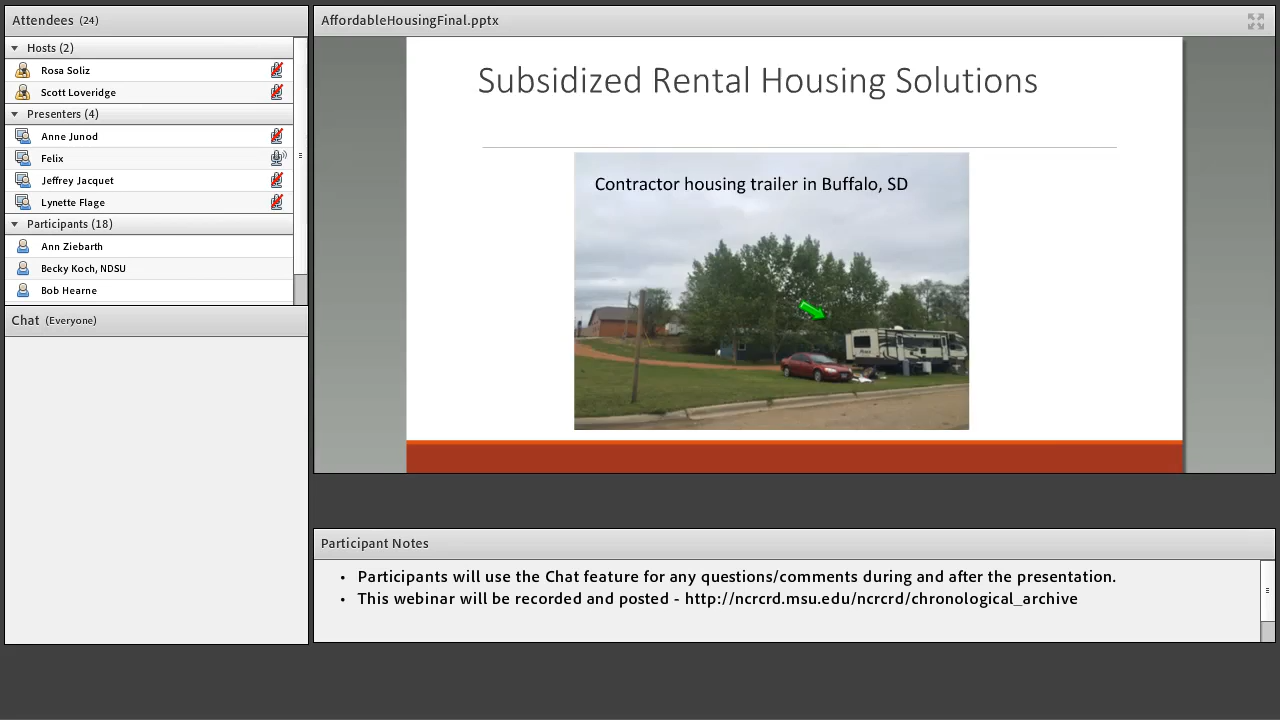 Attendees (24)
Hosts (2)
Rosa Soliz
Scott Loveridge
Presenters (4)
Anne Junod
Felix
Jeffrey Jacquet
Lynette Flage
Participants (18)
Ann Ziebarth
Becky Koch, NDSU
Bob Hearne
Chat (Everyone)
AffordableHousingFinal.pptx
Subsidized Rental Housing Solutions
Contractor housing trailer in Buffalo, SD
Participant Notes
• Participants will use the Chat feature for any questions/comments during and after the presentation.
• This webinar will be recorded and posted - http://ncrcrd.msu.edu/ncrcrd/chronological_archive